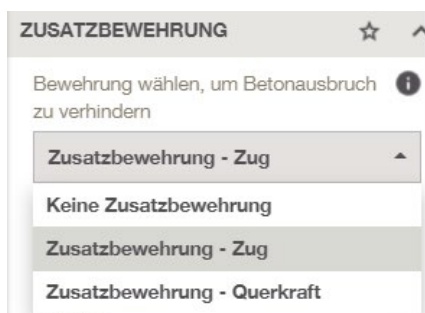 ZUSATZBEWEHRUNG
Bewehrung wählen, um Betonausbruch
zu verhindern
Zusatzbewehrung - Zug
Keine Zusatzbewehrung
Zusatzbewehrung - Zug
Zusatzbewehrung - Querkraft